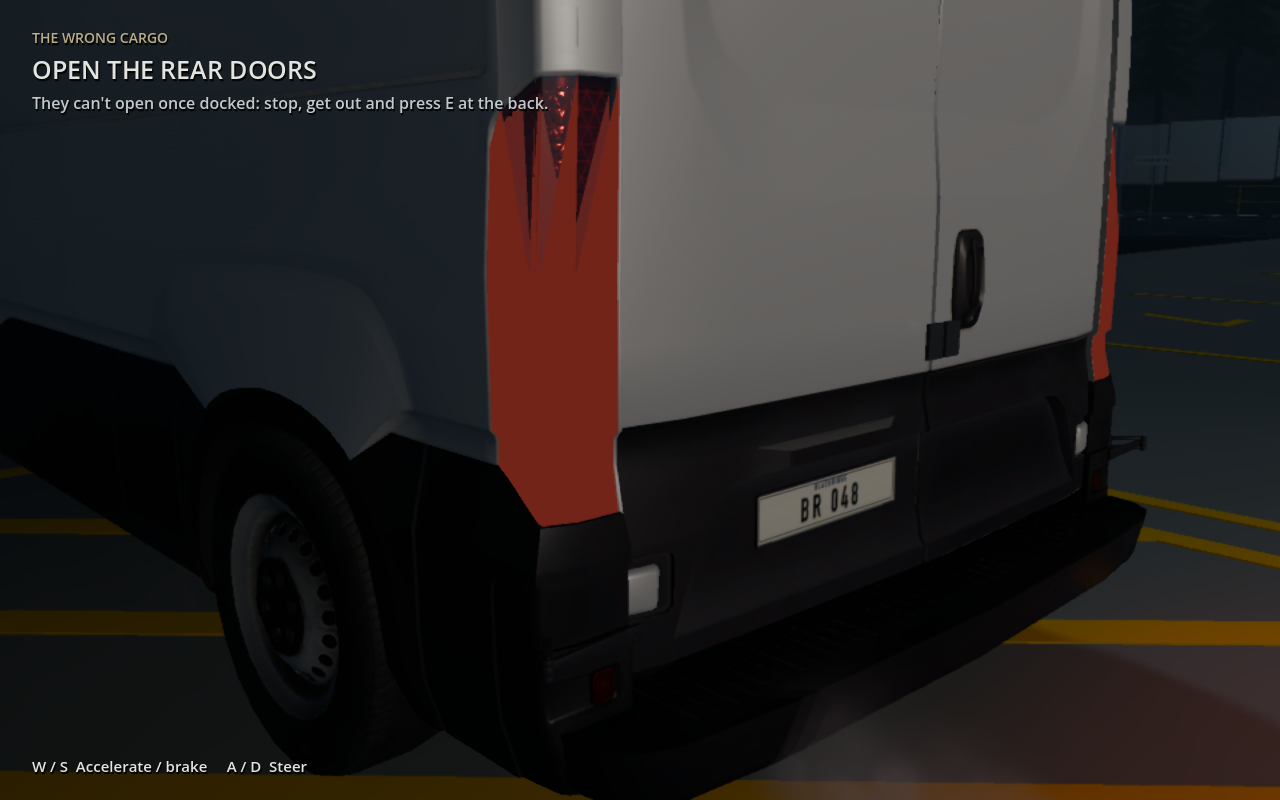 THE WRONG CARGO
OPEN THE REAR DOORS
They can't open once docked: stop, get out and press E at the back.
BR 048
W / S Accelerate / brake A / D Steer